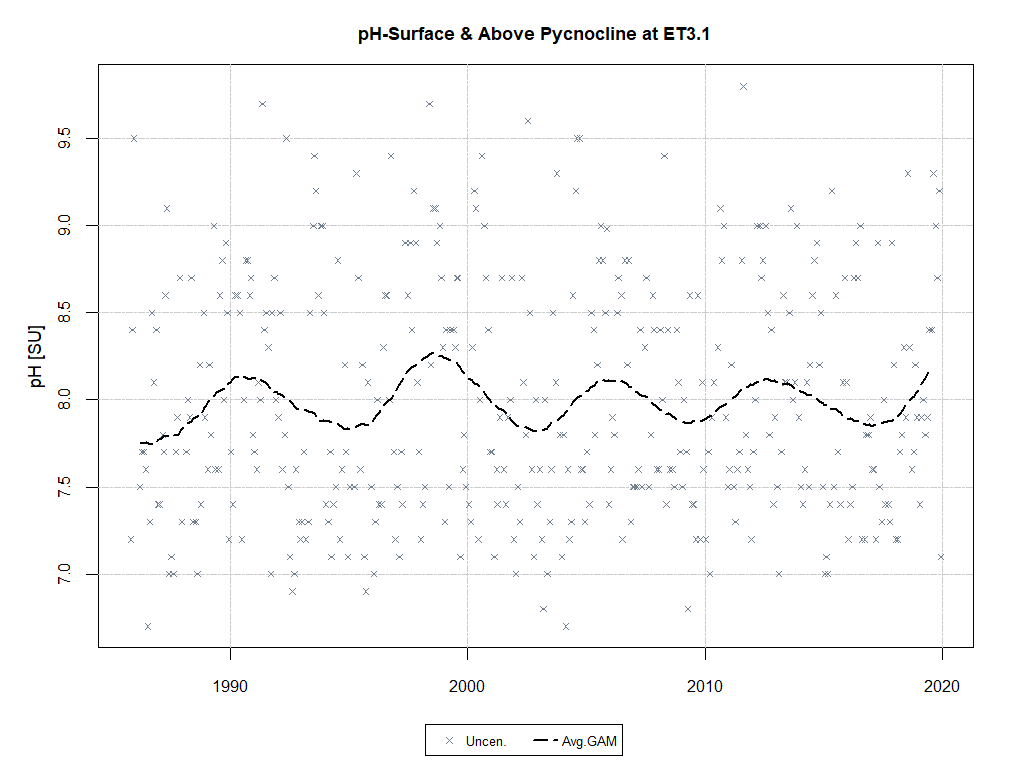 pH-Surface & Above Pycnocline at ET3.1
pH [SU]
9.5
9.0
8.5
8.0
7.5
7.0
1990
2000
2010
2020
Uncen.
Avg.GAM